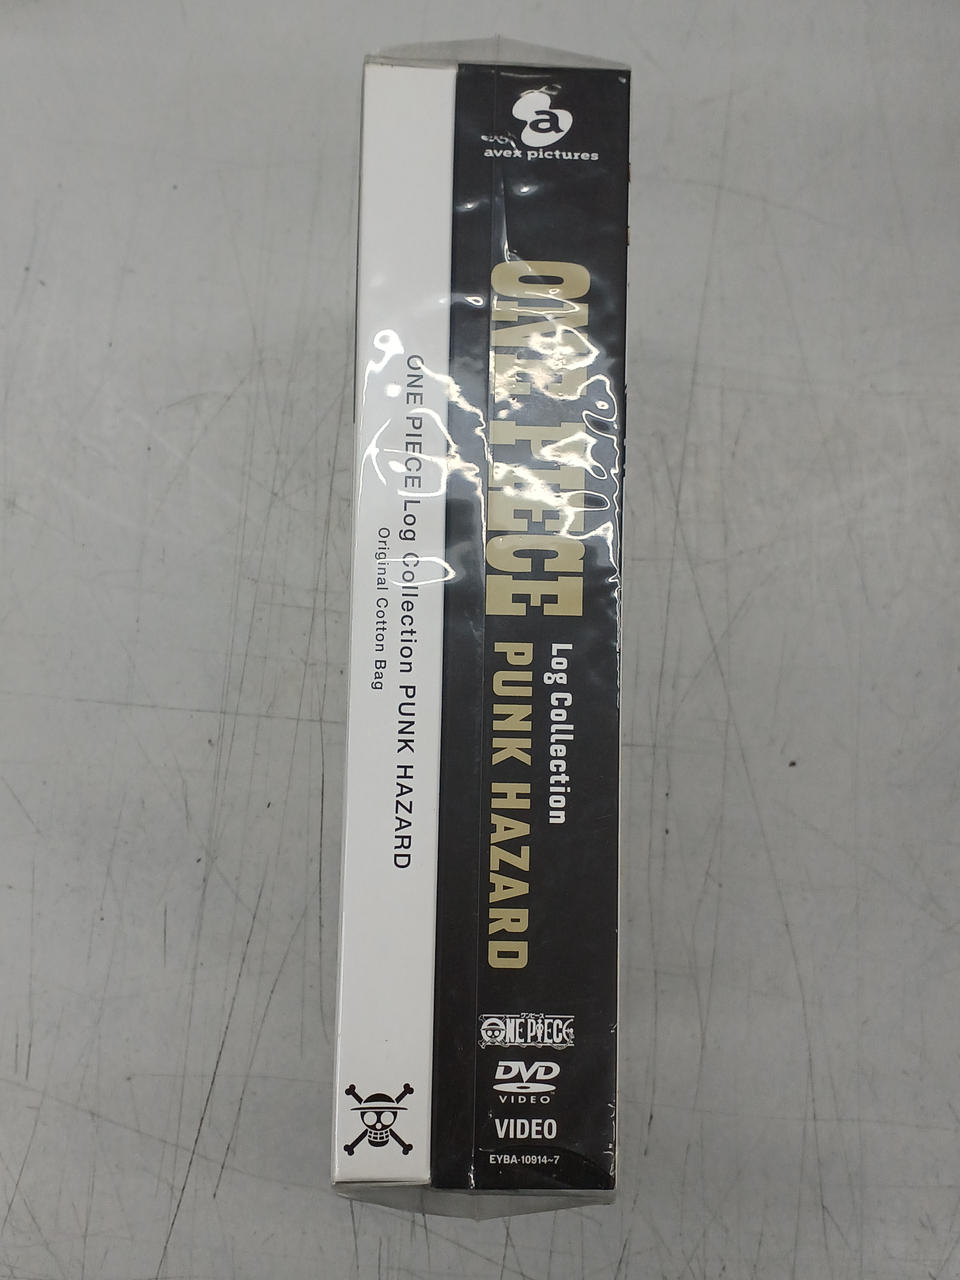 a
avex pictures
ONE PIECE
Log Collection
PUNK HAZARD
ワンピース
ONE PIECE
DVD
VIDEO™
VIDEO
EYBA-10914~7
ONE PIECE Log Collection PUNK HAZARD
Original Cotton Bag